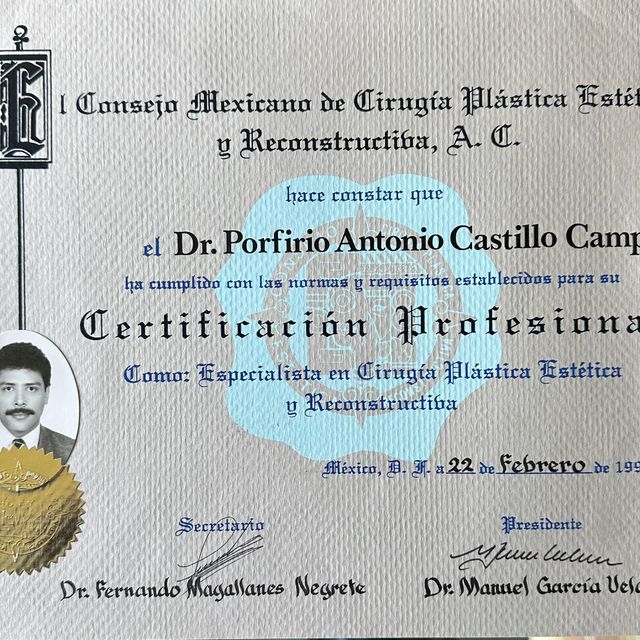 El Consejo Mexicano de Cirugía Plástica Estét
y Reconstructiva, A. C.
hace constar que
el Dr. Porfirio Antonio Castillo Camp
ha cumplido con las normas y requisitos establecidos para su
Certificación Profesiona
Como: Especialista en Cirugía Plástica Estética
y Reconstructiva
México, D. F. a 22 de Febrero de 199
Secretario Presidente
Dr. Fernando Magallanes Negrete Dr. Manuel García Vela